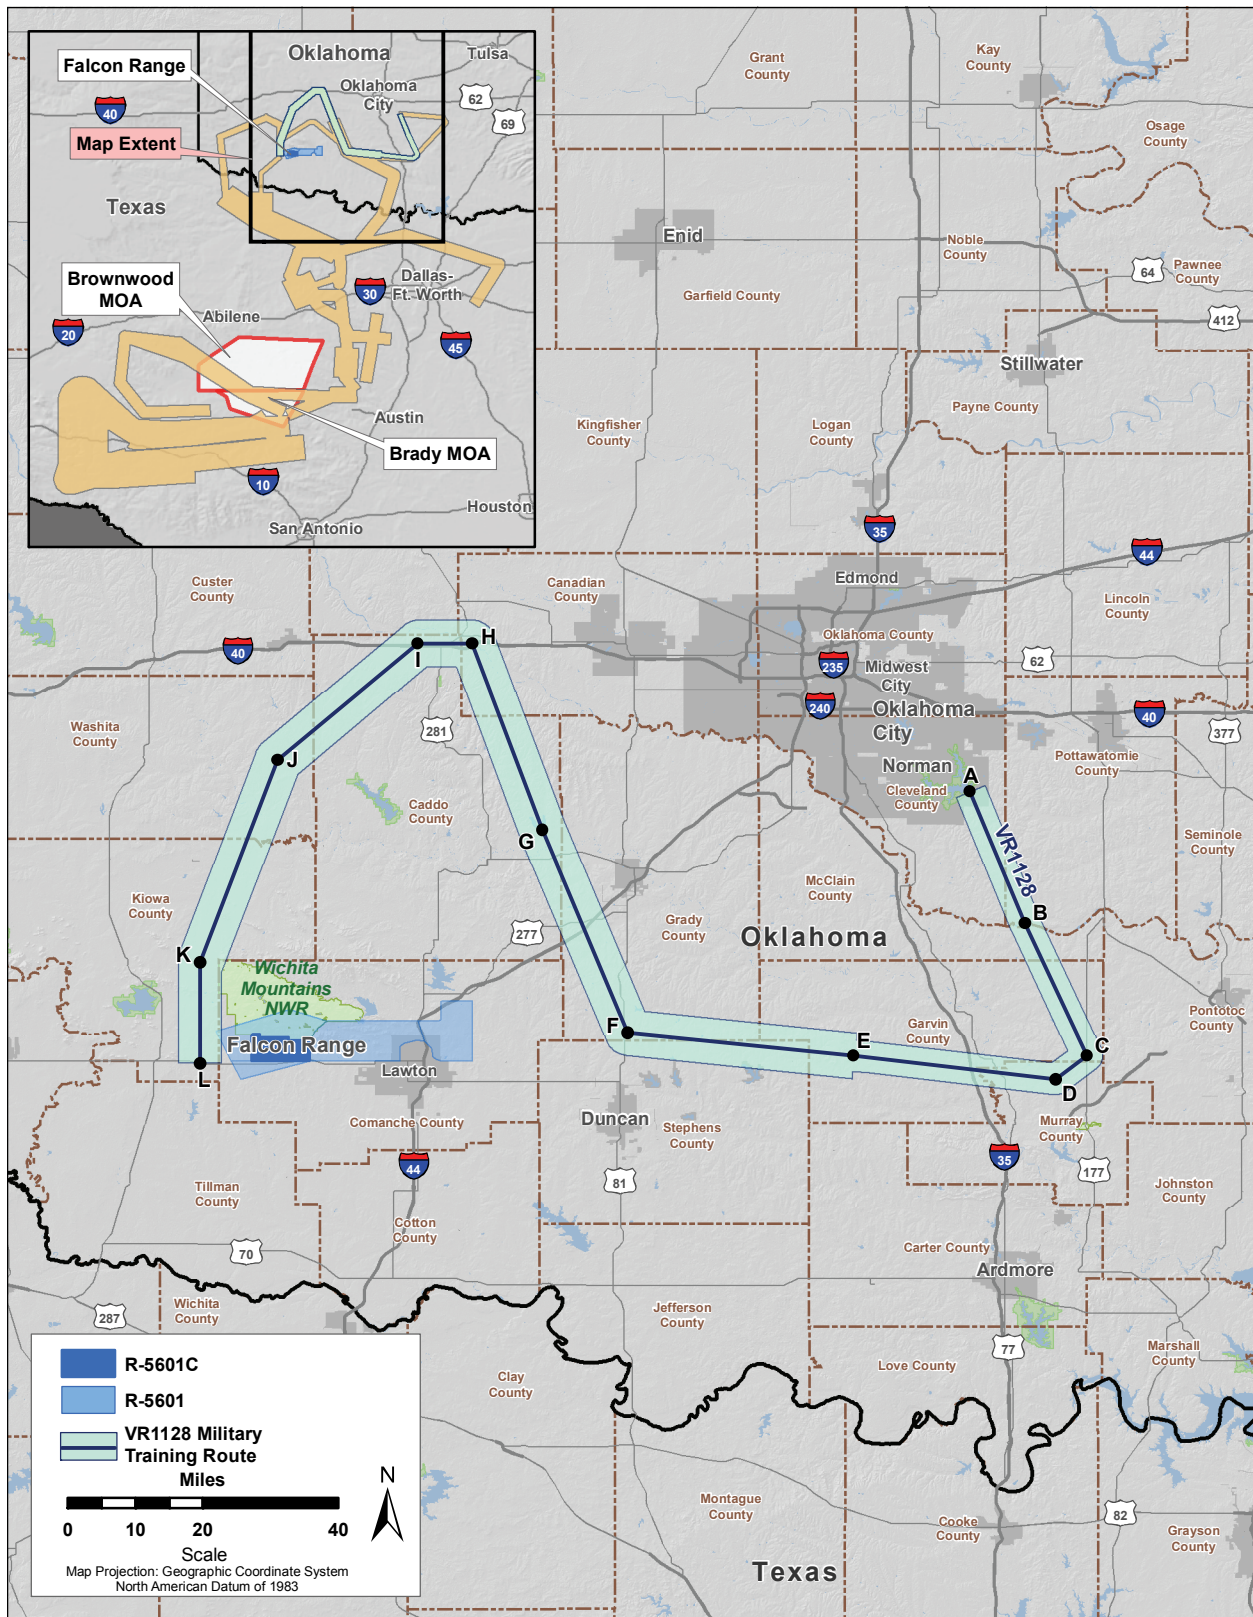 Oklahoma
Tulsa
Falcon Range
Oklahoma
City
40
62
69
Map Extent
Texas
Brownwood
MOA
Dallas-
Ft. Worth
30
Abilene
20
45
Austin
Brady MOA
10
Houston
San Antonio
Grant
County
Kay
County
Osage
County
Enid
Noble
County
Pawnee
County
64
Garfield County
412
Stillwater
Payne County
Kingfisher
County
Logan
County
35
44
Edmond
Custer
County
Canadian
County
Lincoln
County
Oklahoma County
40
I
H
235
Midwest
City
62
240
Oklahoma
City
40
Washita
County
281
377
J
Norman
A
Cleveland
County
Pottawatomie
County
Caddo
County
G
VR1128
Seminole
County
McClain
County
Kiowa
County
Grady
County
B
277
Oklahoma
K
Wichita
Mountains
NWR
Pontotoc
County
F
Garvin
County
Falcon Range
E
C
L
Lawton
D
Duncan
Comanche County
Stephens
County
Murray
County
44
35
177
81
Tillman
County
Johnston
County
Cotton
County
70
Carter County
Ardmore
Wichita
County
287
Jefferson
County
77
Marshall
County
Love County
Clay
County
R-5601C
R-5601
VR1128 Military
Training Route
Miles
N
0 10 20 40
Scale
Map Projection: Geographic Coordinate System
North American Datum of 1983
Montague
County
Cooke
County
82
Grayson
County
Texas